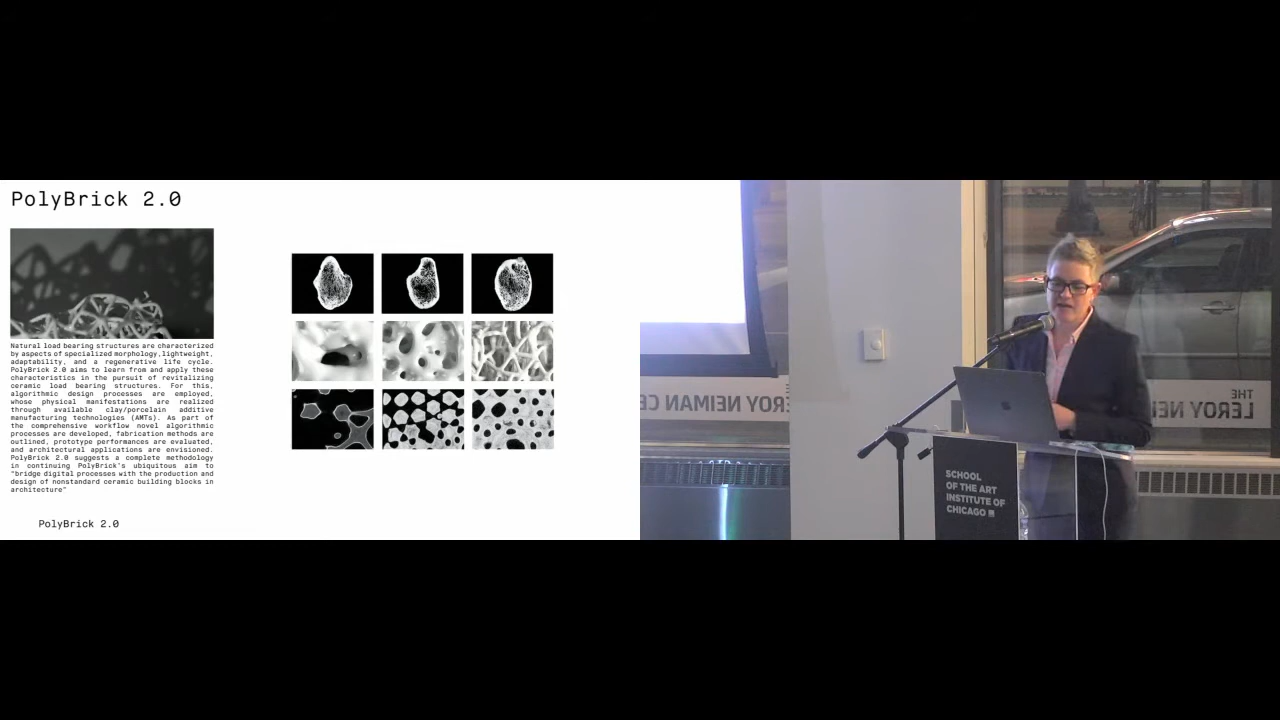 PolyBrick 2.0
Natural load bearing structures are characterized
by aspects of specialized morphology, lightweight,
adaptability, and a regenerative life cycle.
PolyBrick 2.0 aims to learn from and apply these
characteristics in the pursuit of revitalizing
ceramic load bearing structures. For this,
algorithmic design processes are employed,
whose physical manifestations are realized
through available clay/porcelain additive
manufacturing technologies (AMTs). As part of
the comprehensive workflow novel algorithmic
processes are developed, fabrication methods are
outlined, prototype performances are evaluated,
and architectural applications are envisioned.
PolyBrick 2.0 suggests a complete methodology
in continuing PolyBrick's ubiquitous aim to
"bridge digital processes with the production and
design of nonstandard ceramic building blocks in
architecture"
PolyBrick 2.0
EROY NEIMAN CE
THE
LEROY NEI
SCHOOL
OF THE ART
INSTITUTE OF
CHICAGO